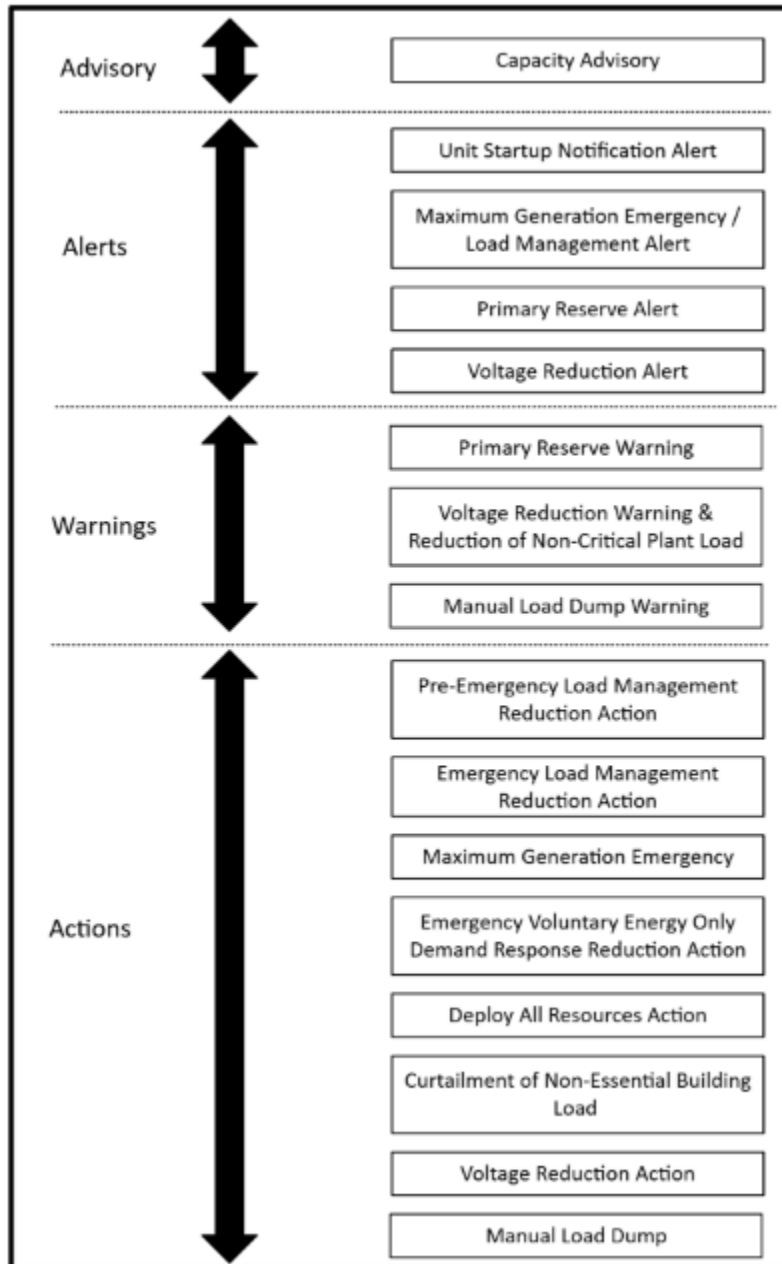 Advisory
Capacity Advisory
Alerts
Unit Startup Notification Alert
Maximum Generation Emergency /
Load Management Alert
Primary Reserve Alert
Voltage Reduction Alert
Warnings
Primary Reserve Warning
Voltage Reduction Warning &
Reduction of Non-Critical Plant Load
Manual Load Dump Warning
Actions
Pre-Emergency Load Management
Reduction Action
Emergency Load Management
Reduction Action
Maximum Generation Emergency
Emergency Voluntary Energy Only
Demand Response Reduction Action
Deploy All Resources Action
Curtailment of Non-Essential Building
Load
Voltage Reduction Action
Manual Load Dump